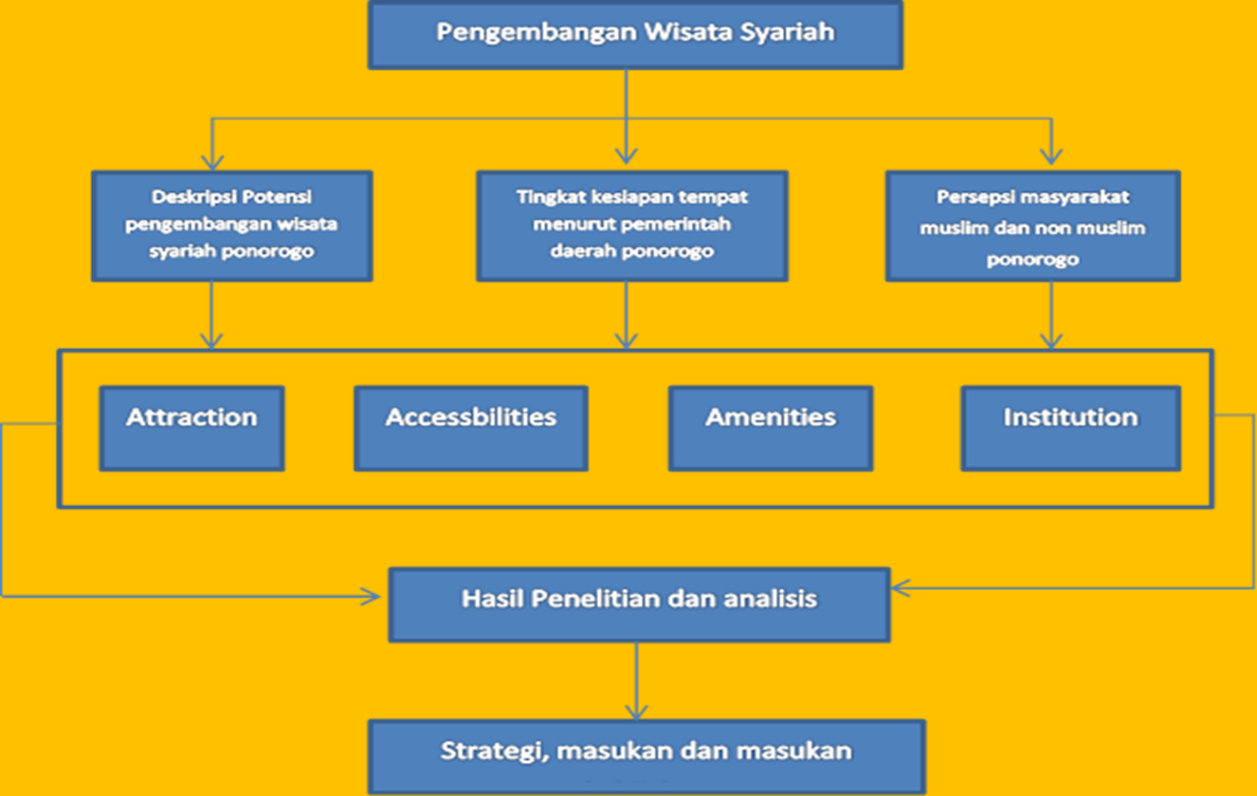 Pengembangan Wisata Syariah
Deskripsi Potensi
pengembangan wisata
syariah ponorogo
Tingkat kesiapan tempat
menurut pemerintah
daerah ponorogo
Persepsi masyarakat
muslim dan non muslim
ponorogo
Attraction
Accessbilities
Amenities
Institution
Hasil Penelitian dan analisis
Strategi, masukan dan masukan